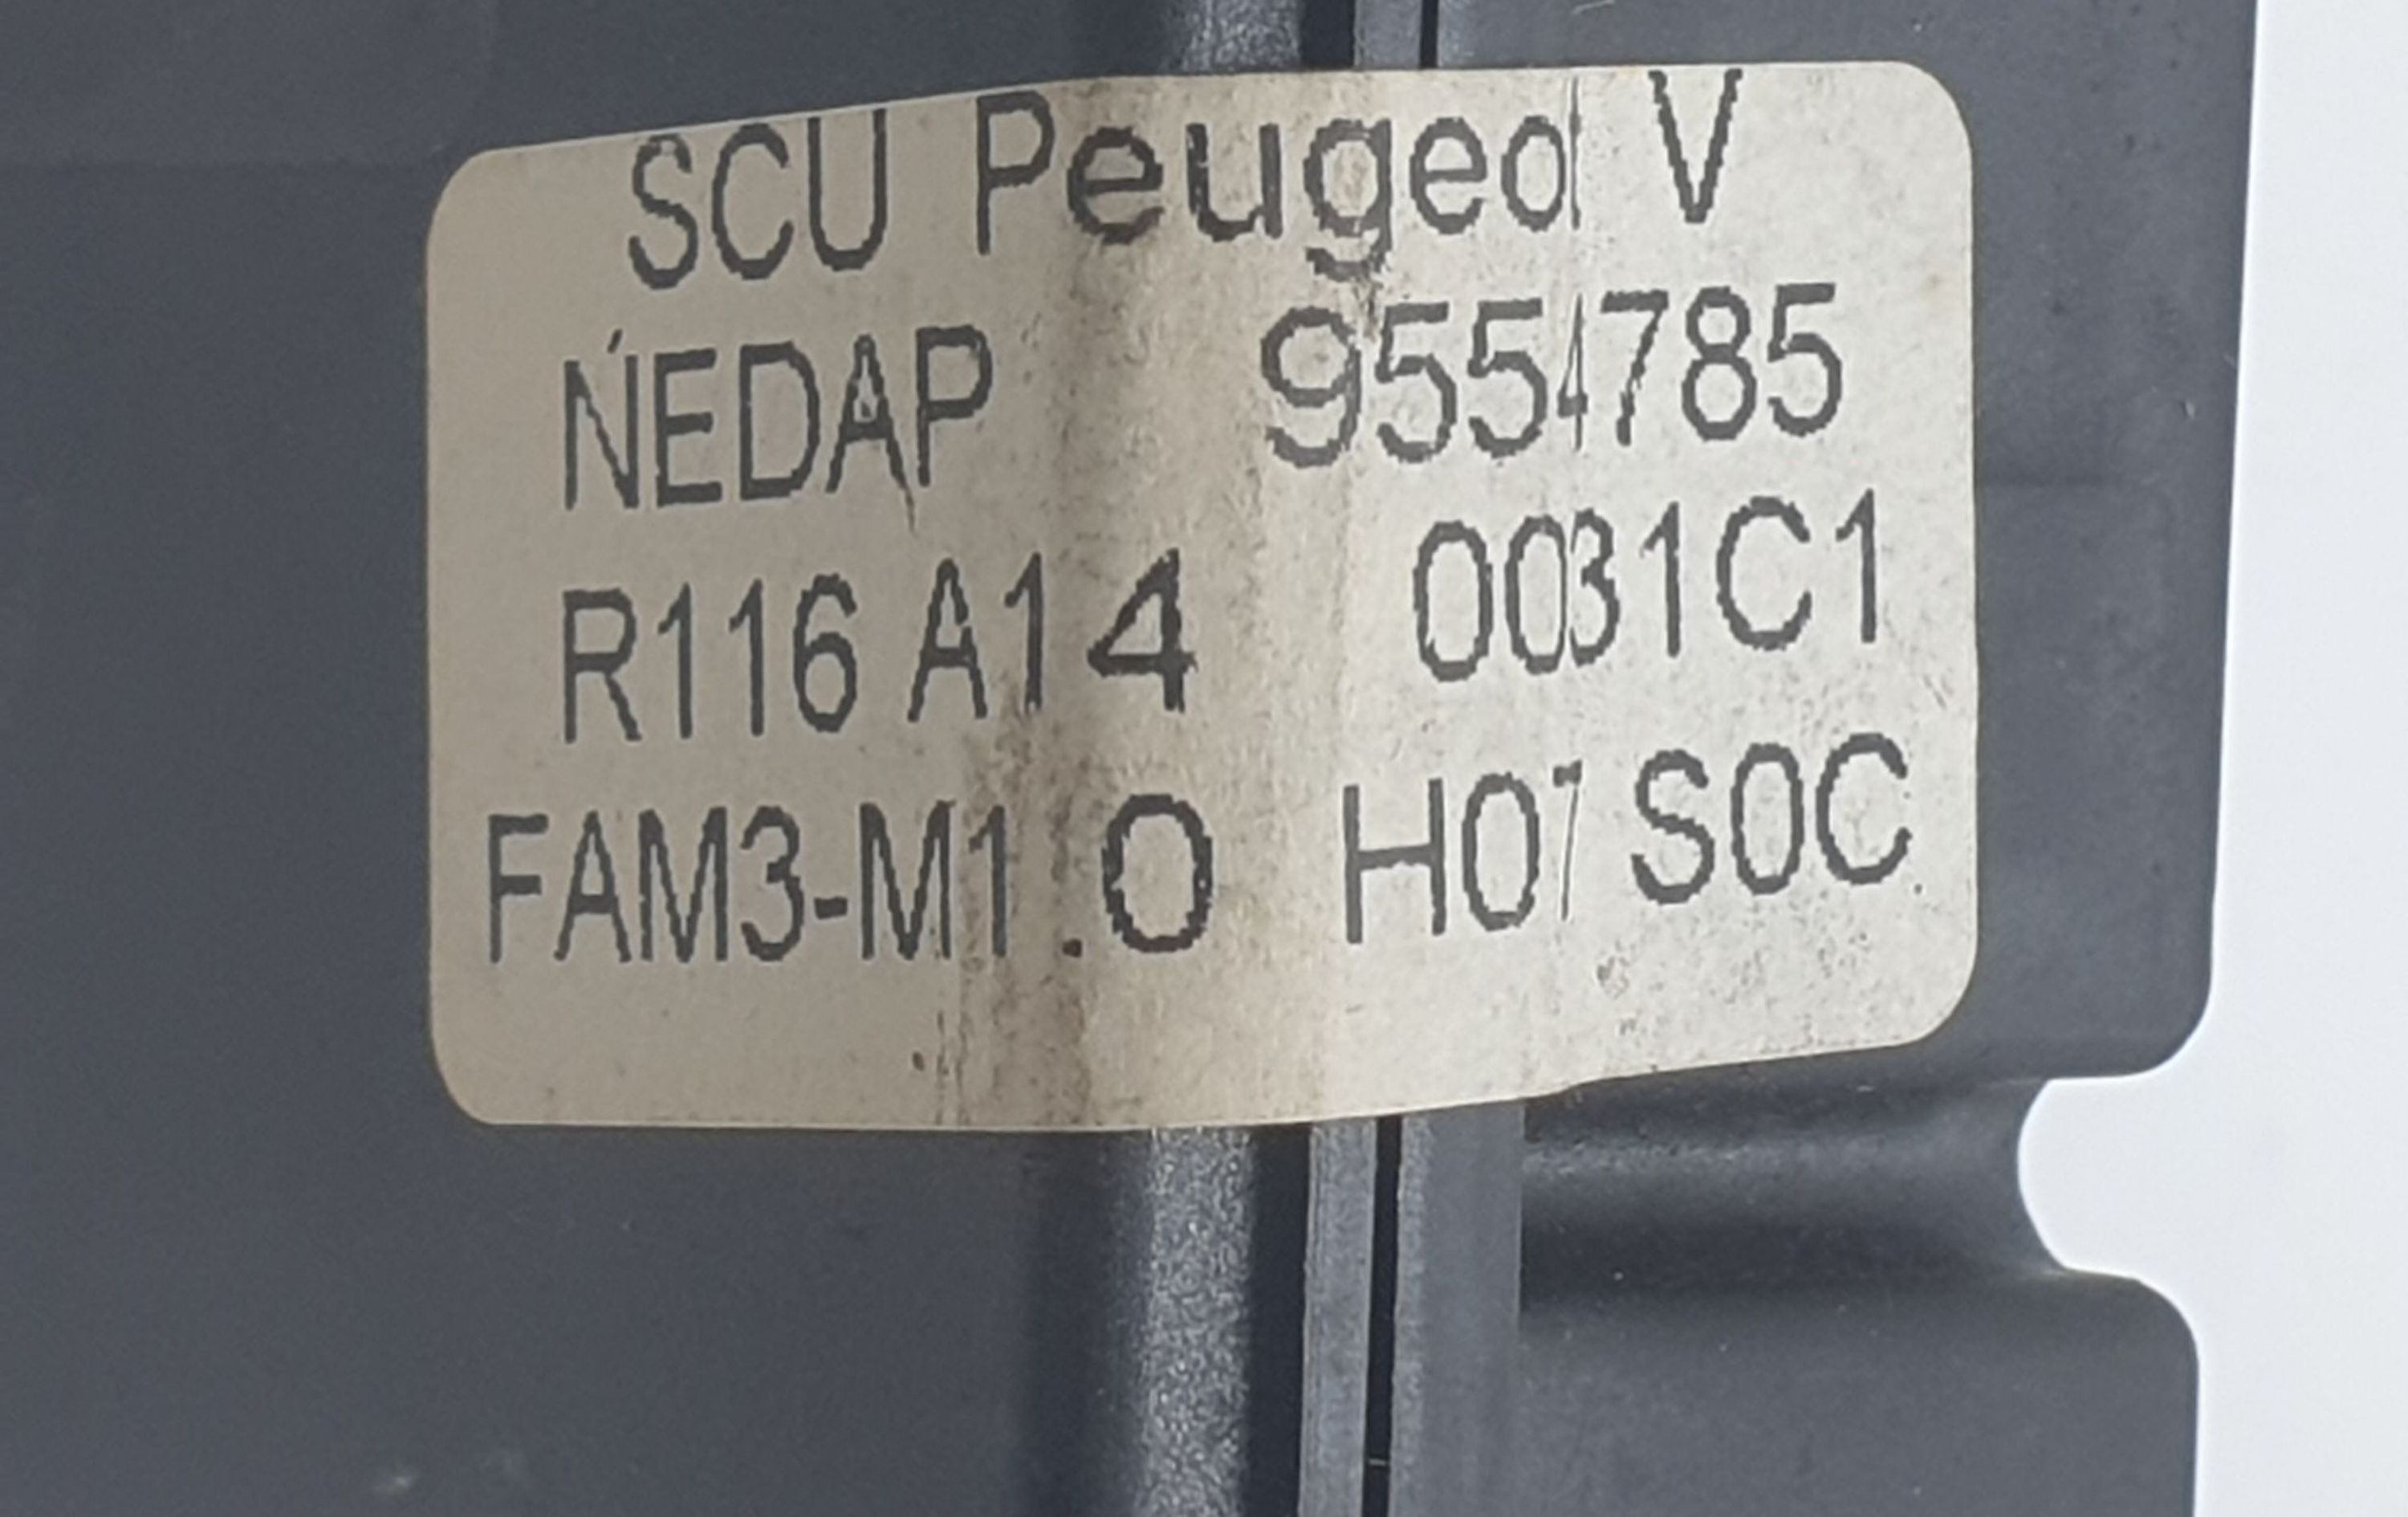 SCU Peugeot V
NEDAP 9554785
R116 A14 0031C1
FAM3-M1.0 H07 S0C